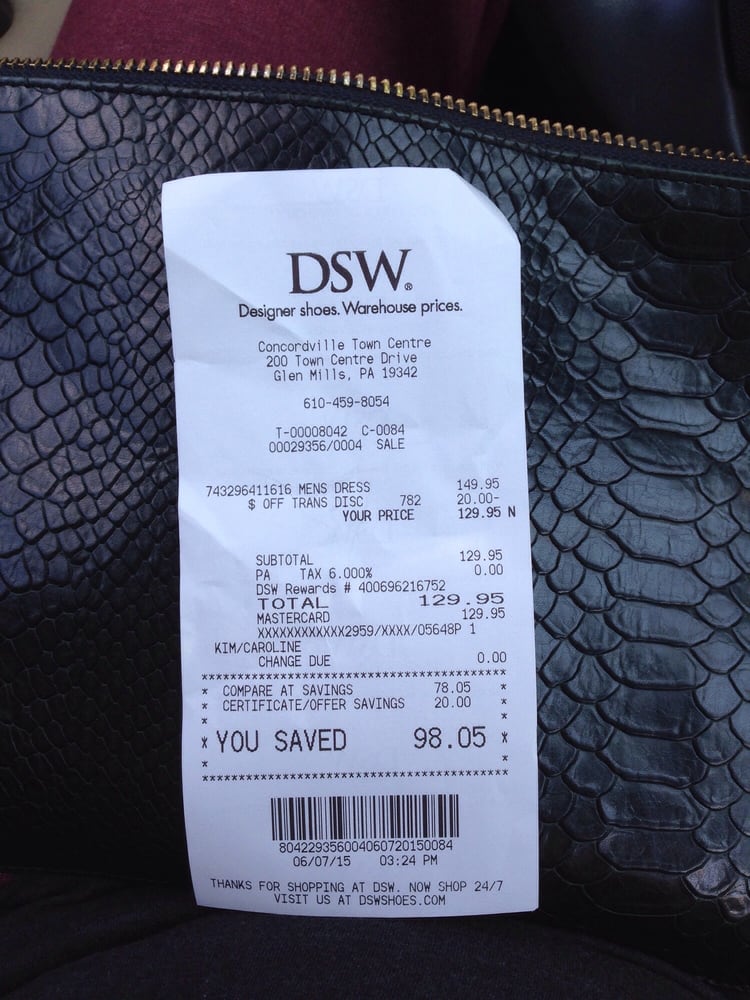 DSW®
Designer shoes. Warehouse prices.
Concordville Town Centre
200 Town Centre Drive
Glen Mills, PA 19342
610-459-8054
T-00008042 C-0084
00029356/0004 SALE
743296411616 MENS DRESS 149.95
$ OFF TRANS DISC 782 20.00-
YOUR PRICE 129.95 N
SUBTOTAL 129.95
PA TAX 6.000% 0.00
DSW Rewards # 400696216752
TOTAL 129.95
MASTERCARD 129.95
XXXXXXXXXXXX2959/XXXX/05648P 1
KIM/CAROLINE
CHANGE DUE 0.00
******************************************
* COMPARE AT SAVINGS 78.05 *
* CERTIFICATE/OFFER SAVINGS 20.00 *
* *
* YOU SAVED 98.05 *
* *
******************************************
804229356004060720150084
06/07/15 03:24 PM
THANKS FOR SHOPPING AT DSW. NOW SHOP 24/7
VISIT US AT DSWSHOES.COM